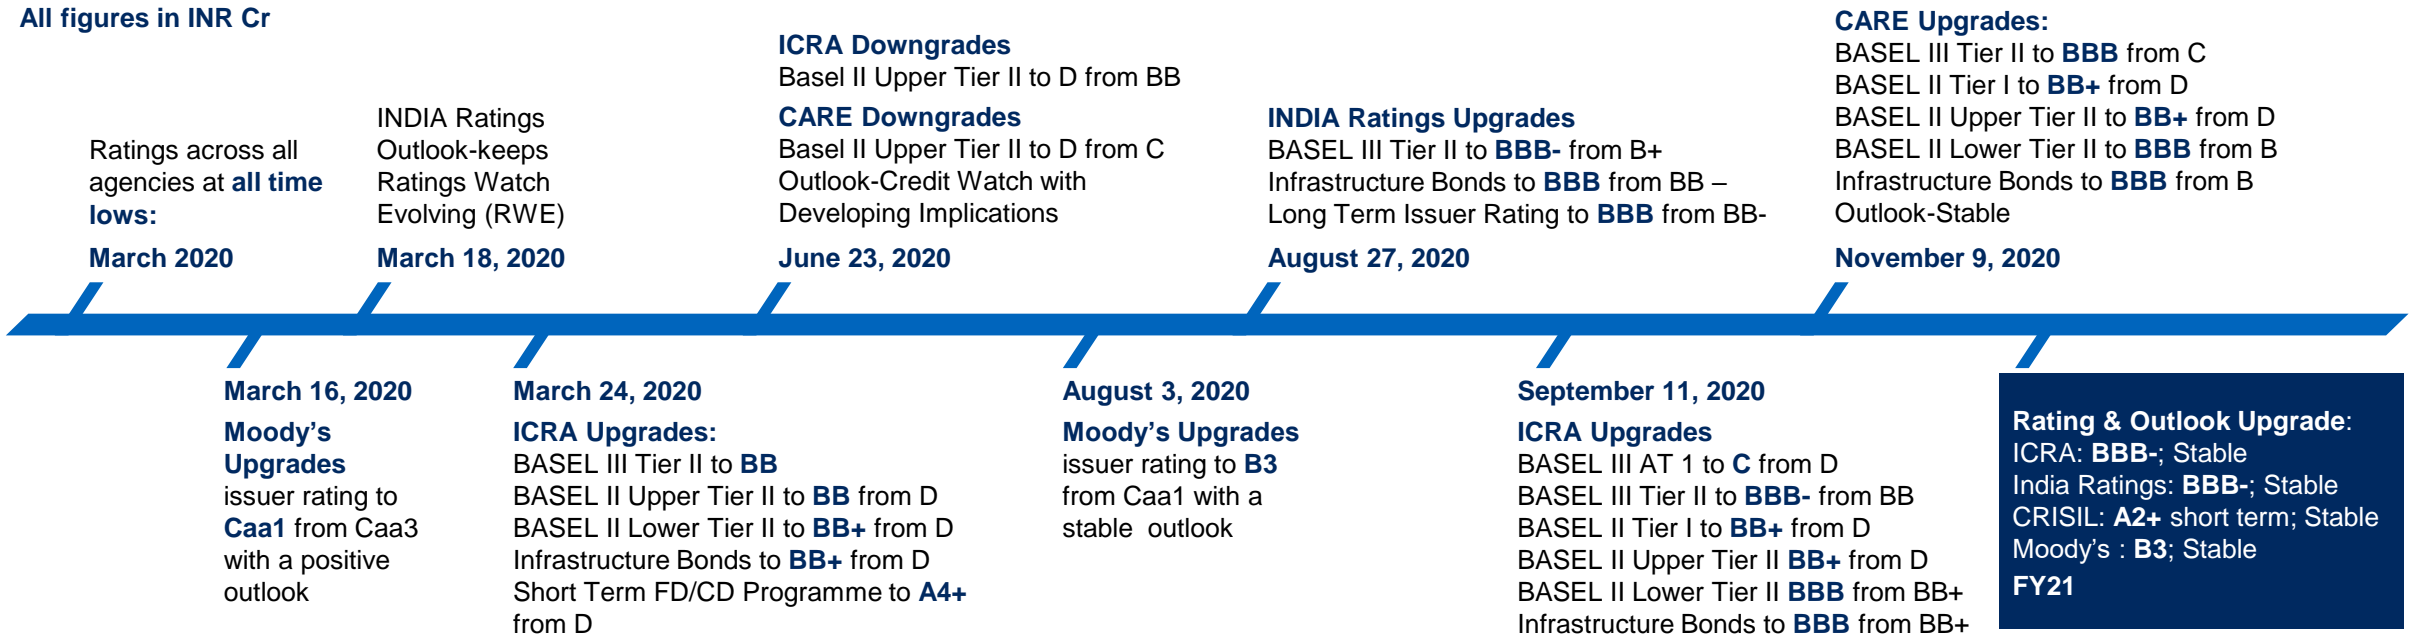 All figures in INR Cr
Ratings across all
agencies at all time
lows:
March 2020
INDIA Ratings
Outlook-keeps
Ratings Watch
Evolving (RWE)
March 18, 2020
ICRA Downgrades
Basel II Upper Tier II to D from BB
CARE Downgrades
Basel II Upper Tier II to D from C
Outlook-Credit Watch with
Developing Implications
June 23, 2020
INDIA Ratings Upgrades
BASEL III Tier II to BBB- from B+
Infrastructure Bonds to BBB from BB –
Long Term Issuer Rating to BBB from BB-
August 27, 2020
CARE Upgrades:
BASEL III Tier II to BBB from C
BASEL II Tier I to BB+ from D
BASEL II Upper Tier II to BB+ from D
BASEL II Lower Tier II to BBB from B
Infrastructure Bonds to BBB from B
Outlook-Stable
November 9, 2020
March 16, 2020
Moody’s
Upgrades
issuer rating to
Caa1 from Caa3
with a positive
outlook
March 24, 2020
ICRA Upgrades:
BASEL III Tier II to BB
BASEL II Upper Tier II to BB from D
BASEL II Lower Tier II to BB+ from D
Infrastructure Bonds to BB+ from D
Short Term FD/CD Programme to A4+
from D
August 3, 2020
Moody’s Upgrades
issuer rating to B3
from Caa1 with a
stable outlook
September 11, 2020
ICRA Upgrades
BASEL III AT 1 to C from D
BASEL III Tier II to BBB- from BB
BASEL II Tier I to BB+ from D
BASEL II Upper Tier II BB+ from D
BASEL II Lower Tier II BBB from BB+
Infrastructure Bonds to BBB from BB+
Rating & Outlook Upgrade:
ICRA: BBB-; Stable
India Ratings: BBB-; Stable
CRISIL: A2+ short term; Stable
Moody’s : B3; Stable
FY21